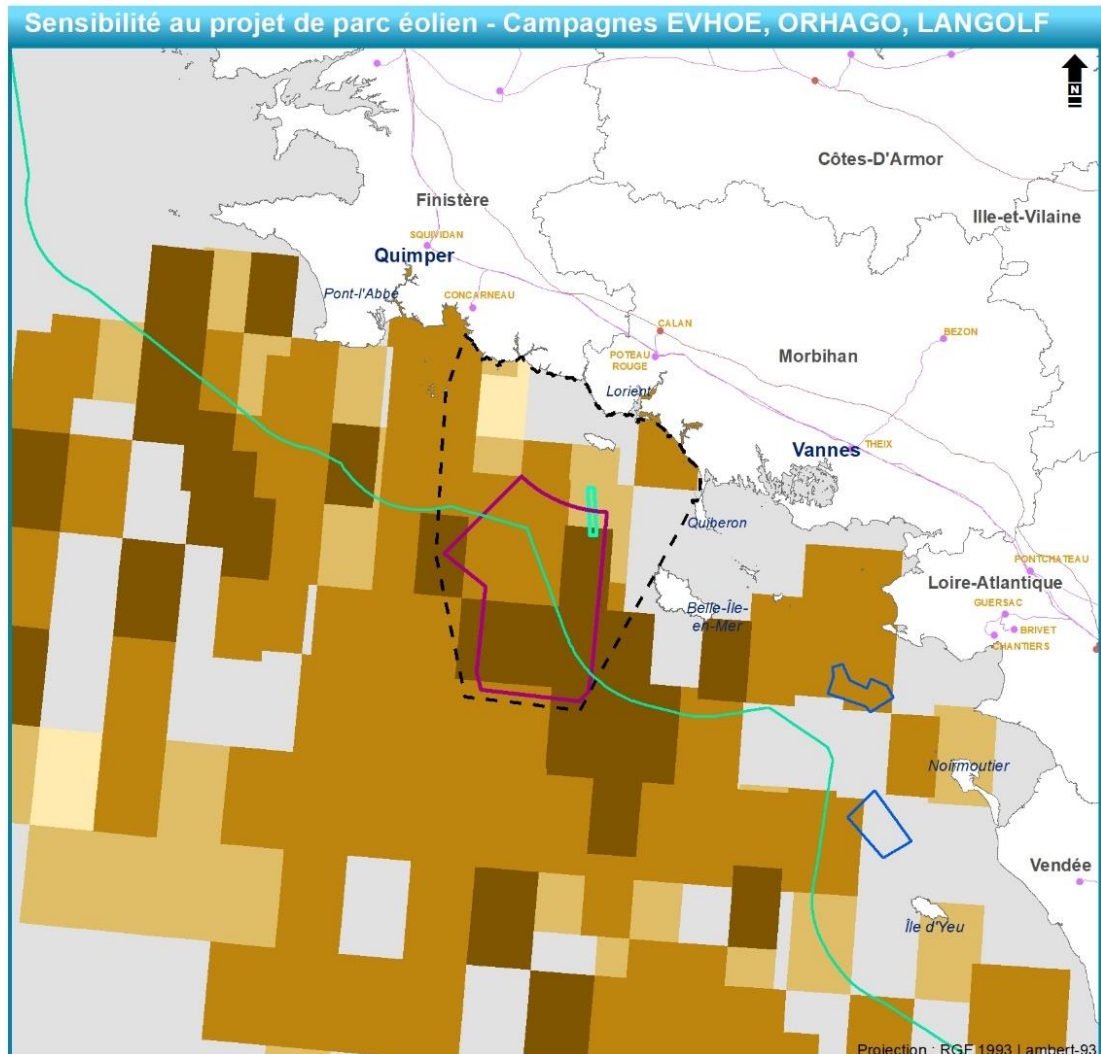 Sensibilité au projet de parc éolien - Campagnes EVHOE, ORHAGO, LANGOLF
N
Côtes-D'Armor
Finistère
Ille-et-Vilaine
SQUIVIDAN
Quimper
Pont-l'Abbé
CONCARNEAU
CALAN
BEZON
POTEAU
ROUGE
Morbihan
Lorient
Vannes
THEIX
Quiberon
PONTCHATEAU
Loire-Atlantique
GUERSAC
Belle-Île-
en-Mer
BRIVET
CHANTIERS
Noirmoutier
Vendée
Île d'Yeu
Projection : RGF 1993 Lambert-93